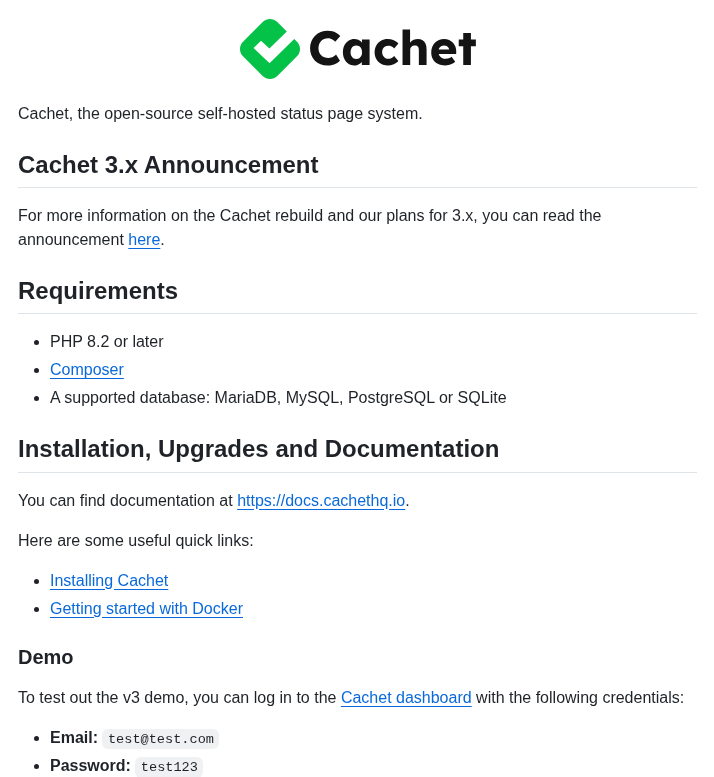 Cachet
Cachet, the open-source self-hosted status page system.
Cachet 3.x Announcement
For more information on the Cachet rebuild and our plans for 3.x, you can read the
announcement here.
Requirements
PHP 8.2 or later
Composer
A supported database: MariaDB, MySQL, PostgreSQL or SQLite
Installation, Upgrades and Documentation
You can find documentation at https://docs.cachethq.io.
Here are some useful quick links:
Installing Cachet
Getting started with Docker
Demo
To test out the v3 demo, you can log in to the Cachet dashboard with the following credentials:
Email: test@test.com
Password: test123